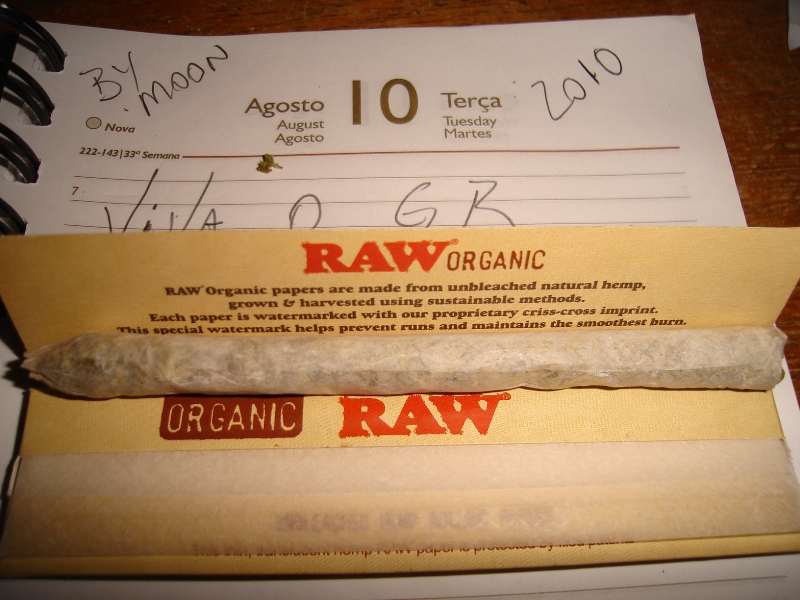 BY MOON
Agosto 10 Terça
August Tuesday
Agosto Martes
2010
Nova
222-143|33ª Semana
7
ViVA O GR
RAW ORGANIC
RAW Organic papers are made from unbleached natural hemp,
grown & harvested using sustainable methods.
Each paper is watermarked with our proprietary criss-cross imprint.
This special watermark helps prevent runs and maintains the smoothest burn.
ORGANIC RAW